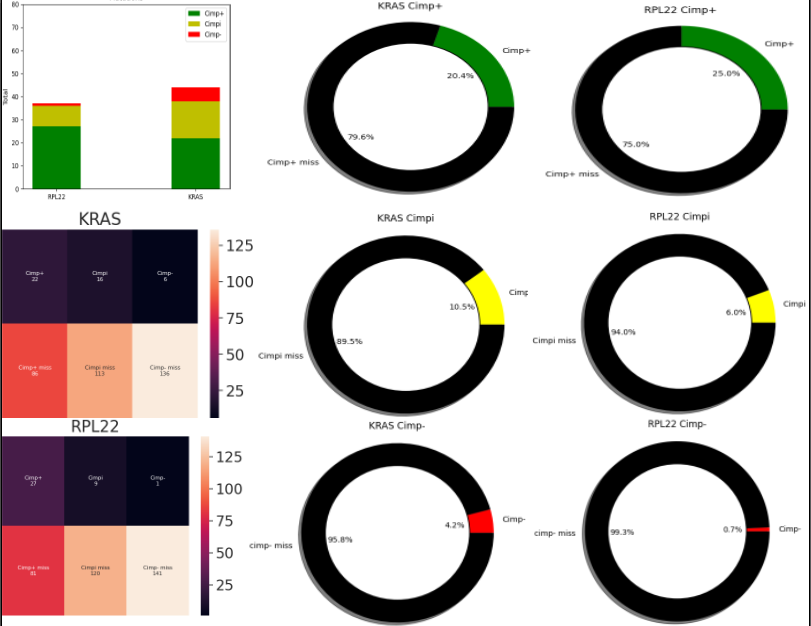 80
70
60
50
40
30
20
10
0
Total
RPL22
KRAS
Cimp+
Cimpi
Cimp-
KRAS Cimp+
Cimp+
20.4%
79.6%
Cimp+ miss
RPL22 Cimp+
Cimp+
25.0%
75.0%
Cimp+ miss
KRAS
Cimp+
22
Cimpi
16
Cimp-
6
Cimp+ miss
86
Cimpi miss
113
Cimp- miss
136
125
100
75
50
25
KRAS Cimpi
Cimp
10.5%
89.5%
Cimpi miss
RPL22 Cimpi
Cimpi
6.0%
94.0%
Cimpi miss
RPL22
Cimp+
27
Cimpi
9
Cimp-
1
Cimp+ miss
81
Cimpi miss
120
Cimp- miss
141
125
100
75
50
25
KRAS Cimp-
Cimp-
4.2%
95.8%
cimp- miss
RPL22 Cimp-
Cimp-
0.7%
99.3%
cimp- miss